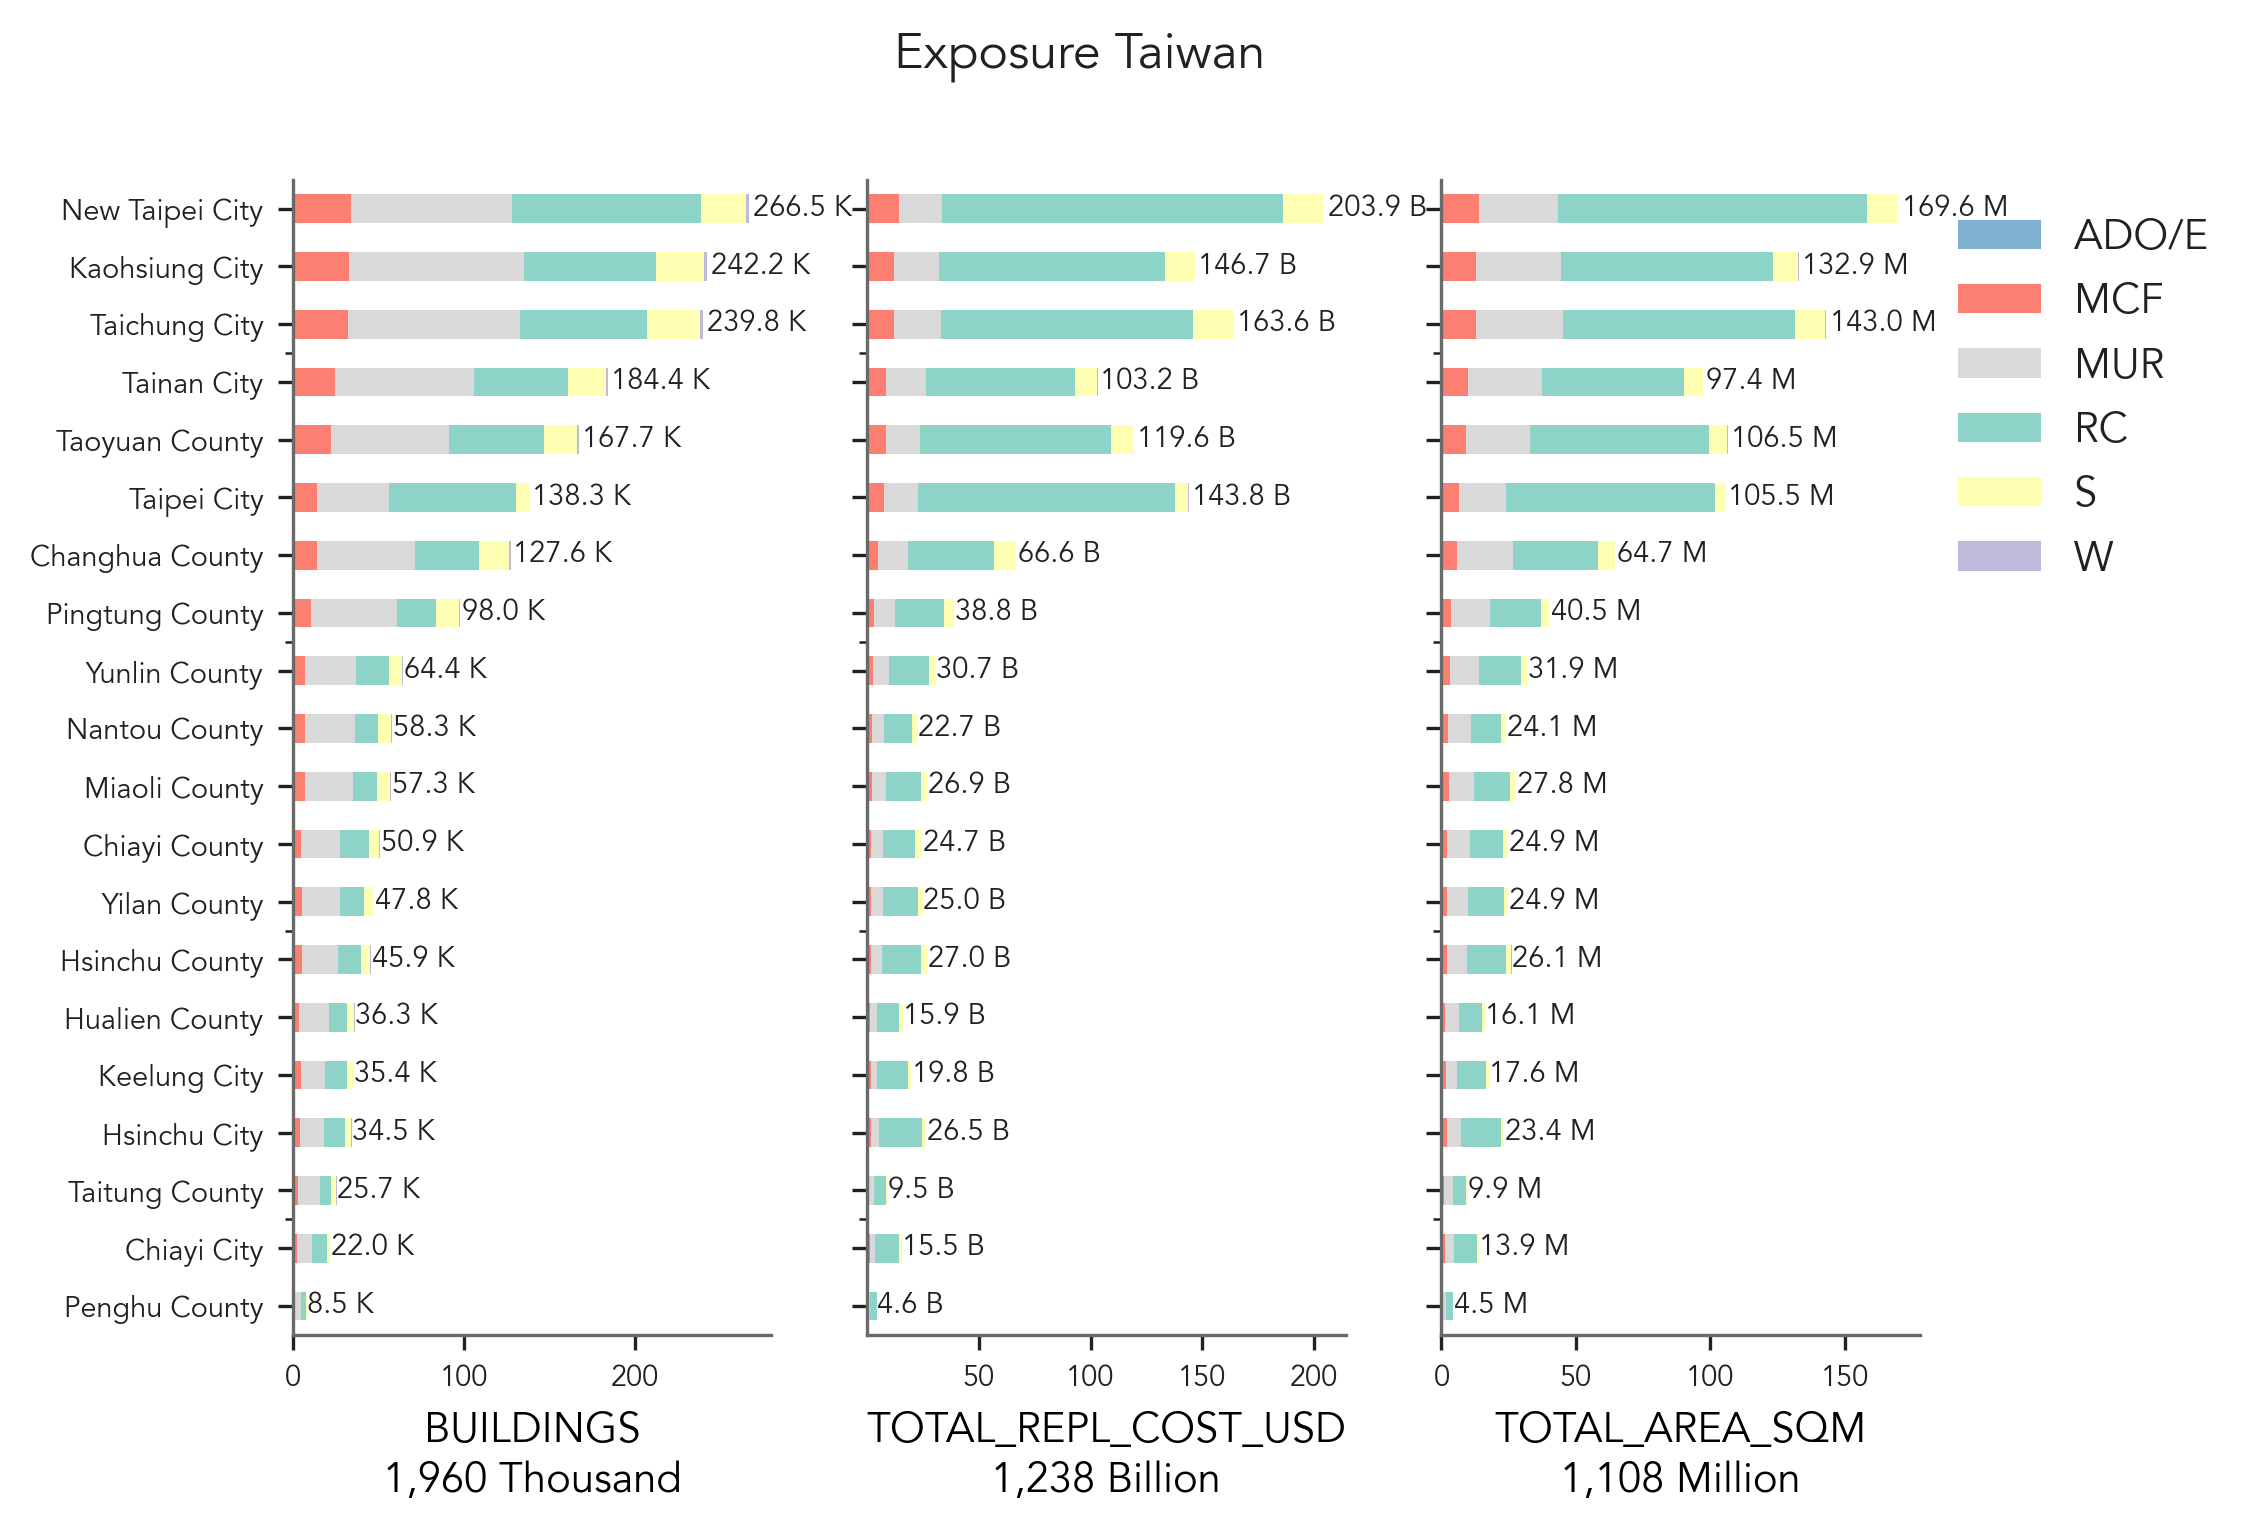 Exposure Taiwan
New Taipei City 266.5 K 203.9 B 169.6 M
Kaohsiung City 242.2 K 146.7 B 132.9 M
Taichung City 239.8 K 163.6 B 143.0 M
Tainan City 184.4 K 103.2 B 97.4 M
Taoyuan County 167.7 K 119.6 B 106.5 M
Taipei City 138.3 K 143.8 B 105.5 M
Changhua County 127.6 K 66.6 B 64.7 M
Pingtung County 98.0 K 38.8 B 40.5 M
Yunlin County 64.4 K 30.7 B 31.9 M
Nantou County 58.3 K 22.7 B 24.1 M
Miaoli County 57.3 K 26.9 B 27.8 M
Chiayi County 50.9 K 24.7 B 24.9 M
Yilan County 47.8 K 25.0 B 24.9 M
Hsinchu County 45.9 K 27.0 B 26.1 M
Hualien County 36.3 K 15.9 B 16.1 M
Keelung City 35.4 K 19.8 B 17.6 M
Hsinchu City 34.5 K 26.5 B 23.4 M
Taitung County 25.7 K 9.5 B 9.9 M
Chiayi City 22.0 K 15.5 B 13.9 M
Penghu County 8.5 K 4.6 B 4.5 M
0 100 200
BUILDINGS
1,960 Thousand
50 100 150 200
TOTAL_REPL_COST_USD
1,238 Billion
0 50 100 150
TOTAL_AREA_SQM
1,108 Million
ADO/E
MCF
MUR
RC
S
W